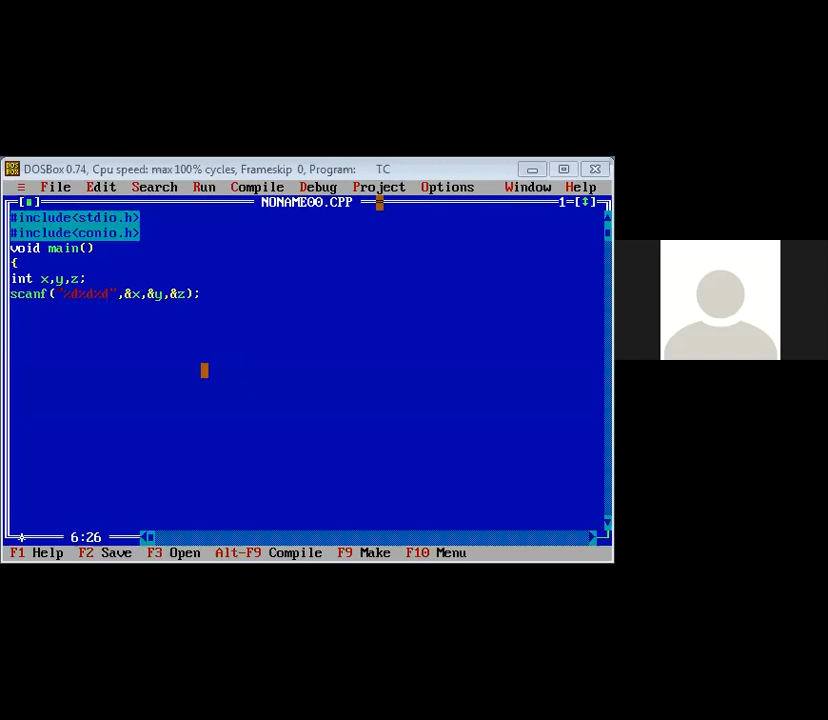 DOSBox 0.74, Cpu speed: max 100% cycles, Frameskip 0, Program: TC
≡ File Edit Search Run Compile Debug Project Options Window Help
NONAME00.CPP 1
#include<stdio.h>
#include<conio.h>
void main()
{
int x,y,z;
scanf("%d%d%d",&x,&y,&z);
6:26
F1 Help F2 Save F3 Open Alt-F9 Compile F9 Make F10 Menu